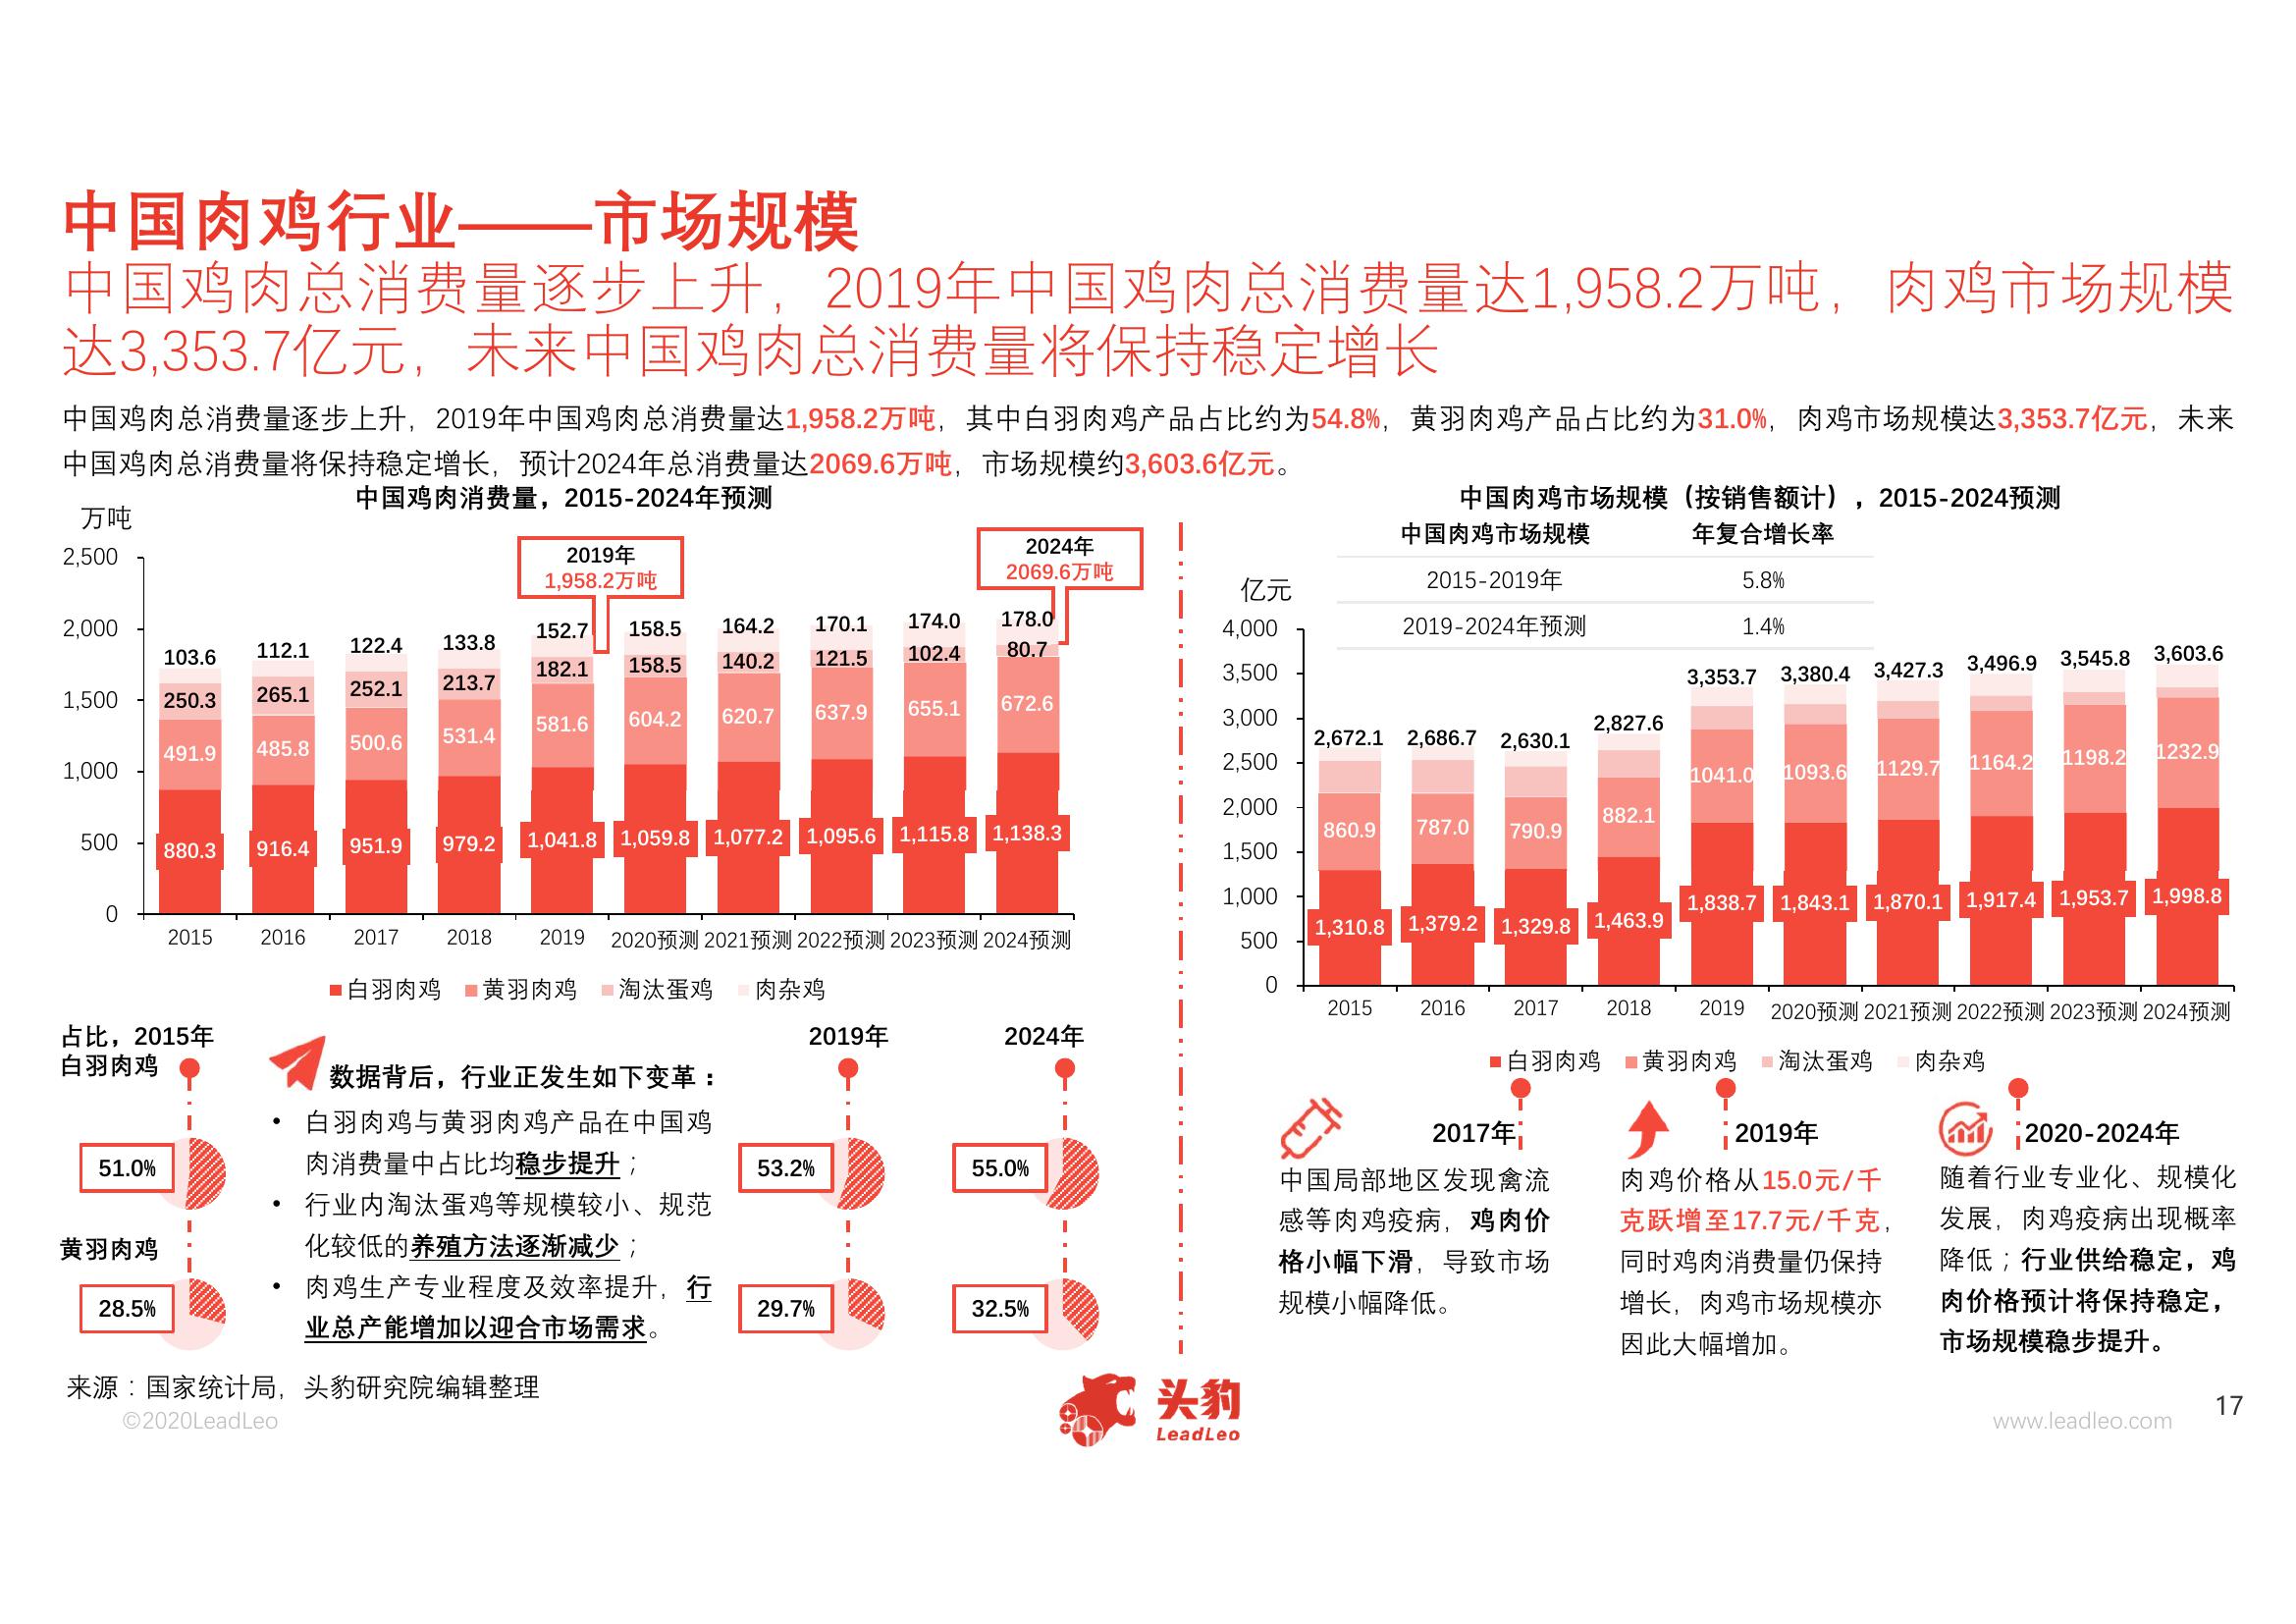 中国肉鸡行业——市场规模
中国鸡肉总消费量逐步上升，2019年中国鸡肉总消费量达1,958.2万吨，肉鸡市场规模
达3,353.7亿元，未来中国鸡肉总消费量将保持稳定增长
中国鸡肉总消费量逐步上升，2019年中国鸡肉总消费量达1,958.2万吨，其中白羽肉鸡产品占比约为54.8%，黄羽肉鸡产品占比约为31.0%，肉鸡市场规模达3,353.7亿元，未来
中国鸡肉总消费量将保持稳定增长，预计2024年总消费量达2069.6万吨，市场规模约3,603.6亿元。
中国鸡肉消费量，2015-2024年预测
万吨
2019年
1,958.2万吨
2024年
2069.6万吨
2,500
2,000
1,500
1,000
500
0
103.6 112.1 122.4 133.8 152.7 158.5 164.2 170.1 174.0 178.0
250.3 265.1 252.1 213.7 182.1 158.5 140.2 121.5 102.4 80.7
491.9 485.8 500.6 531.4 581.6 604.2 620.7 637.9 655.1 672.6
880.3 916.4 951.9 979.2 1,041.8 1,059.8 1,077.2 1,095.6 1,115.8 1,138.3
2015 2016 2017 2018 2019 2020预测 2021预测 2022预测 2023预测 2024预测
白羽肉鸡 黄羽肉鸡 淘汰蛋鸡 肉杂鸡
占比，2015年
白羽肉鸡
51.0%
黄羽肉鸡
28.5%
数据背后，行业正发生如下变革：
• 白羽肉鸡与黄羽肉鸡产品在中国鸡
肉消费量中占比均稳步提升；
• 行业内淘汰蛋鸡等规模较小、规范
化较低的养殖方法逐渐减少；
• 肉鸡生产专业程度及效率提升，行
业总产能增加以迎合市场需求。
2019年
53.2%
29.7%
2024年
55.0%
32.5%
中国肉鸡市场规模（按销售额计），2015-2024预测
中国肉鸡市场规模 年复合增长率
2015-2019年 5.8%
2019-2024年预测 1.4%
亿元
4,000
3,500
3,000
2,500
2,000
1,500
1,000
500
0
2,672.1 2,686.7 2,630.1 2,827.6 3,353.7 3,380.4 3,427.3 3,496.9 3,545.8 3,603.6
860.9 787.0 790.9 882.1 1041.0 1093.6 1129.7 1164.2 1198.2 1232.9
1,310.8 1,379.2 1,329.8 1,463.9 1,838.7 1,843.1 1,870.1 1,917.4 1,953.7 1,998.8
2015 2016 2017 2018 2019 2020预测 2021预测 2022预测 2023预测 2024预测
白羽肉鸡 黄羽肉鸡 淘汰蛋鸡 肉杂鸡
2017年
中国局部地区发现禽流
感等肉鸡疫病，鸡肉价
格小幅下滑，导致市场
规模小幅降低。
2019年
肉鸡价格从15.0元/千
克跃增至17.7元/千克，
同时鸡肉消费量仍保持
增长，肉鸡市场规模亦
因此大幅增加。
2020-2024年
随着行业专业化、规模化
发展，肉鸡疫病出现概率
降低；行业供给稳定，鸡
肉价格预计将保持稳定，
市场规模稳步提升。
来源：国家统计局，头豹研究院编辑整理
©2020LeadLeo
头豹
LeadLeo
www.leadleo.com
17